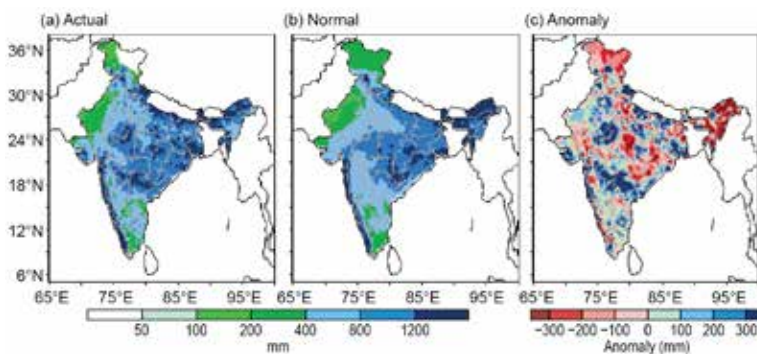 (a) Actual (b) Normal (c) Anomaly
36°N
30°N
24°N
18°N
12°N
6°N
65°E 75°E 85°E 95°E 65°E 75°E 85°E 95°E 65°E 75°E 85°E 95°E
50 100 200 400 800 1200 −300 −200 −100 0 100 200 300
mm Anomaly (mm)